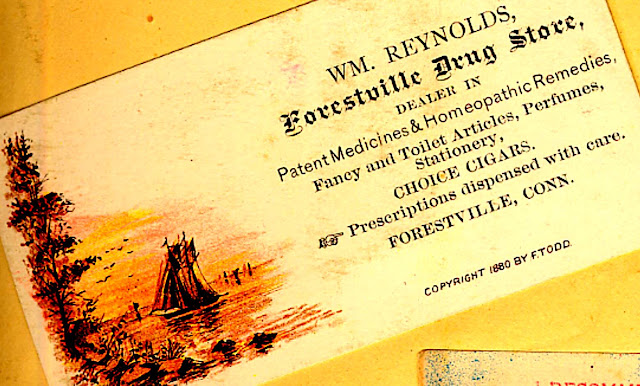 WM. REYNOLDS,
Forestville Drug Store,
DEALER IN
Patent Medicines & Homeopathic Remedies,
Fancy and Toilet Articles, Perfumes,
Stationery,
CHOICE CIGARS.
☞ Prescriptions dispensed with care.
FORESTVILLE, CONN.
COPYRIGHT 1880 BY F. TODD.